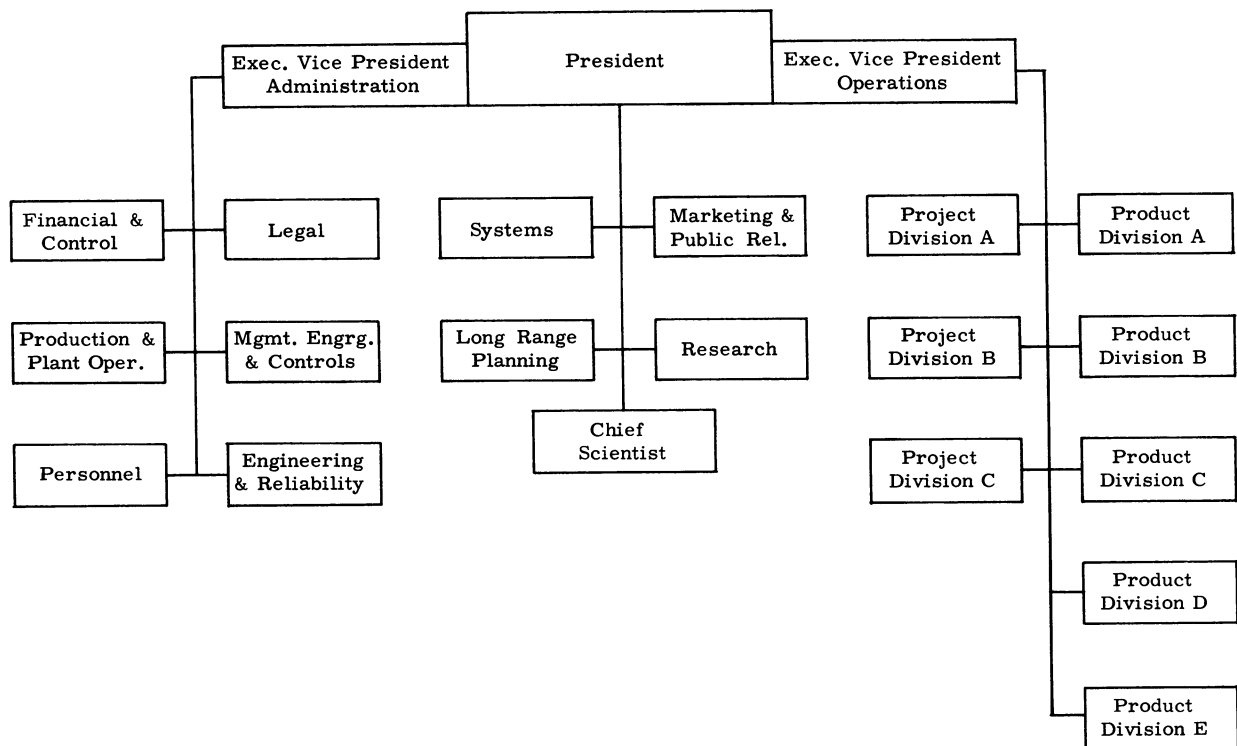 Exec. Vice President
Administration
President
Exec. Vice President
Operations
Financial &
Control
Legal
Systems
Marketing &
Public Rel.
Project
Division A
Product
Division A
Production &
Plant Oper.
Mgmt. Engrg.
& Controls
Long Range
Planning
Research
Project
Division B
Product
Division B
Personnel
Engineering
& Reliability
Chief
Scientist
Project
Division C
Product
Division C
Product
Division D
Product
Division E